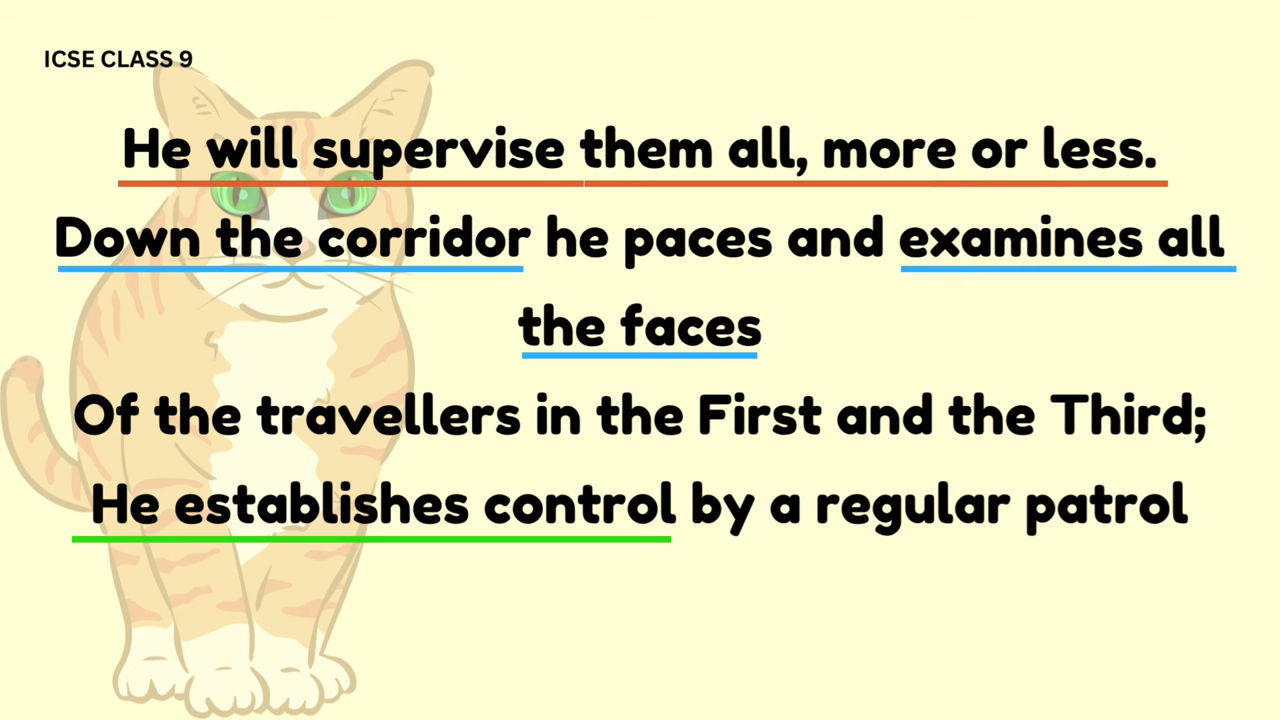 ICSE CLASS 9
He will supervise them all, more or less.
Down the corridor he paces and examines all
the faces
Of the travellers in the First and the Third;
He establishes control by a regular patrol